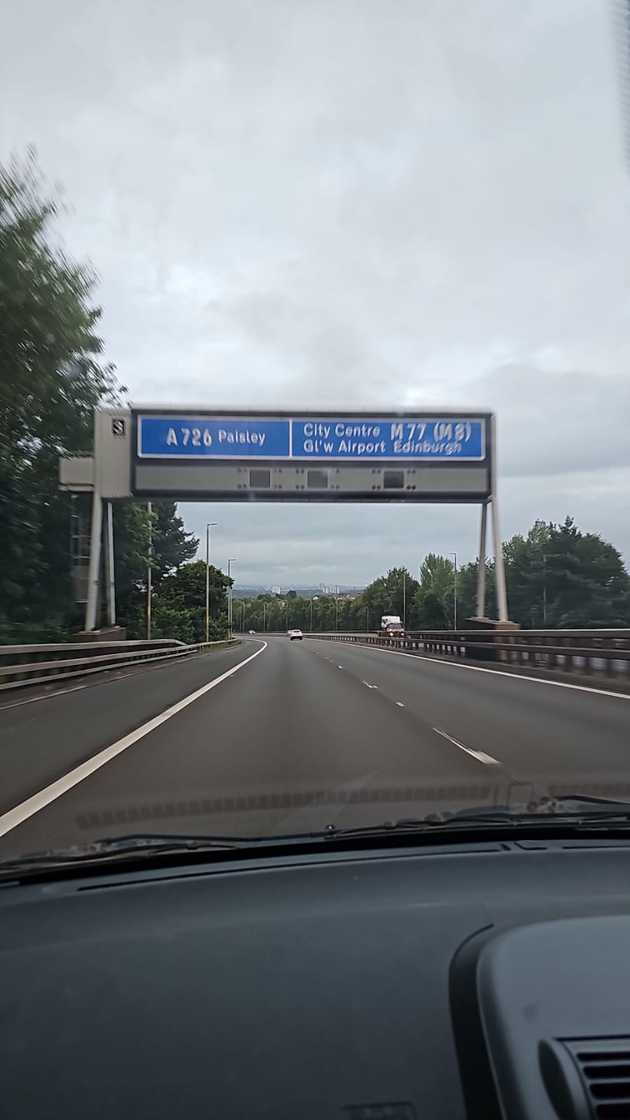 S
A726 Paisley
City Centre M77 (M8)
Gl'w Airport Edinburgh